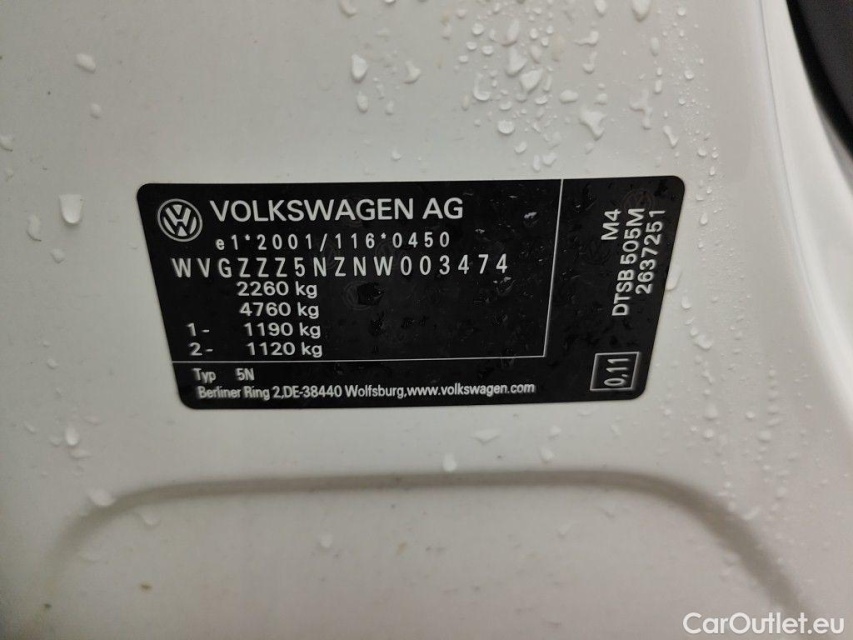 VOLKSWAGEN AG
e1*2001/116*0450
WVGZZZ5NZNW003474
2260 kg
4760 kg
1- 1190 kg
2- 1120 kg
Typ 5N
Berliner Ring 2,DE-38440 Wolfsburg,www.volkswagen.com
M4
DTSB 505M
2637251
0,11
CarOutlet.eu